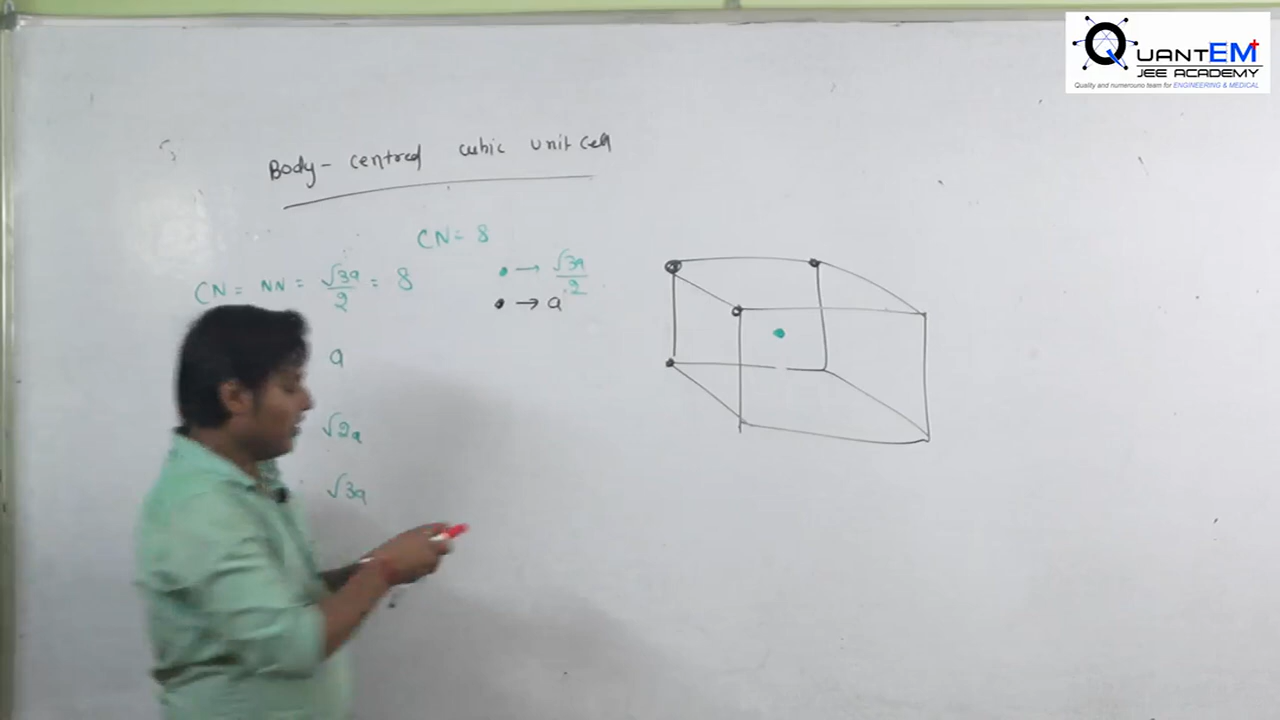 QUANTEM+
JEE ACADEMY
Quality and numerouno team for ENGINEERING & MEDICAL
Body-centred cubic unit cell
CN = 8
CN = NN = √3a/2 = 8
• → √3a/2
• → a
a
√2a
√3a